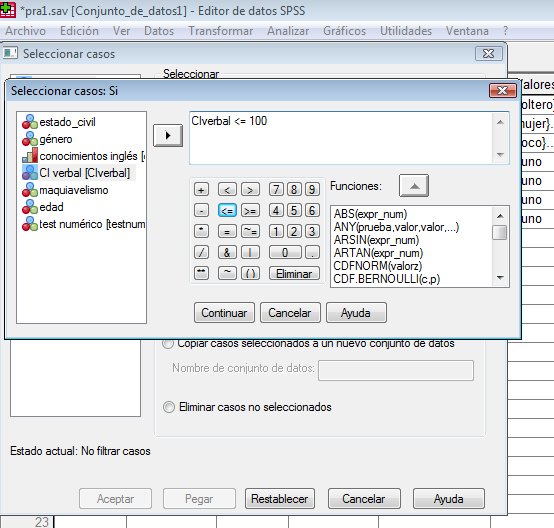 *pra1.sav [Conjunto_de_datos1] - Editor de datos SPSS
Archivo Edición Ver Datos Transformar Analizar Gráficos Utilidades Ventana ?
Seleccionar casos
Seleccionar
Seleccionar casos: Si
Valores
estado_civil
género
conocimientos inglés [
CI verbal [CIverbal]
maquiavelismo
edad
test numérico [testnum
CIverbal <= 100
+ < > 7 8 9
- <= >= 4 5 6
* = ~= 1 2 3
/ & | 0 .
** ~ ( ) Eliminar
Funciones:
ABS(expr_num)
ANY(prueba,valor,valor,...)
ARSIN(expr_num)
ARTAN(expr_num)
CDFNORM(valorz)
CDF.BERNOULLI(c,p)
Continuar Cancelar Ayuda
oltero}
nujer}...
oco}...
uno
uno
uno
uno
Copiar casos seleccionados a un nuevo conjunto de datos
Nombre de conjunto de datos:
Eliminar casos no seleccionados
Estado actual: No filtrar casos
Aceptar Pegar Restablecer Cancelar Ayuda
23